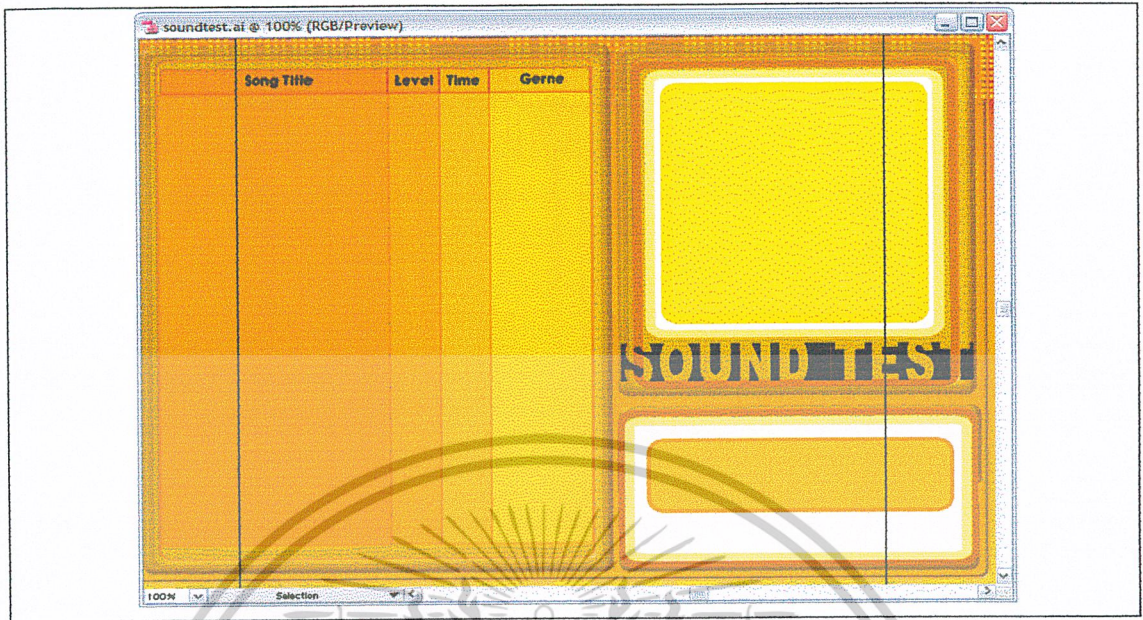 soundtest.ai @ 100% (RGB/Preview)
Song Title Level Time Gerne
SOUND TEST
100% Selection